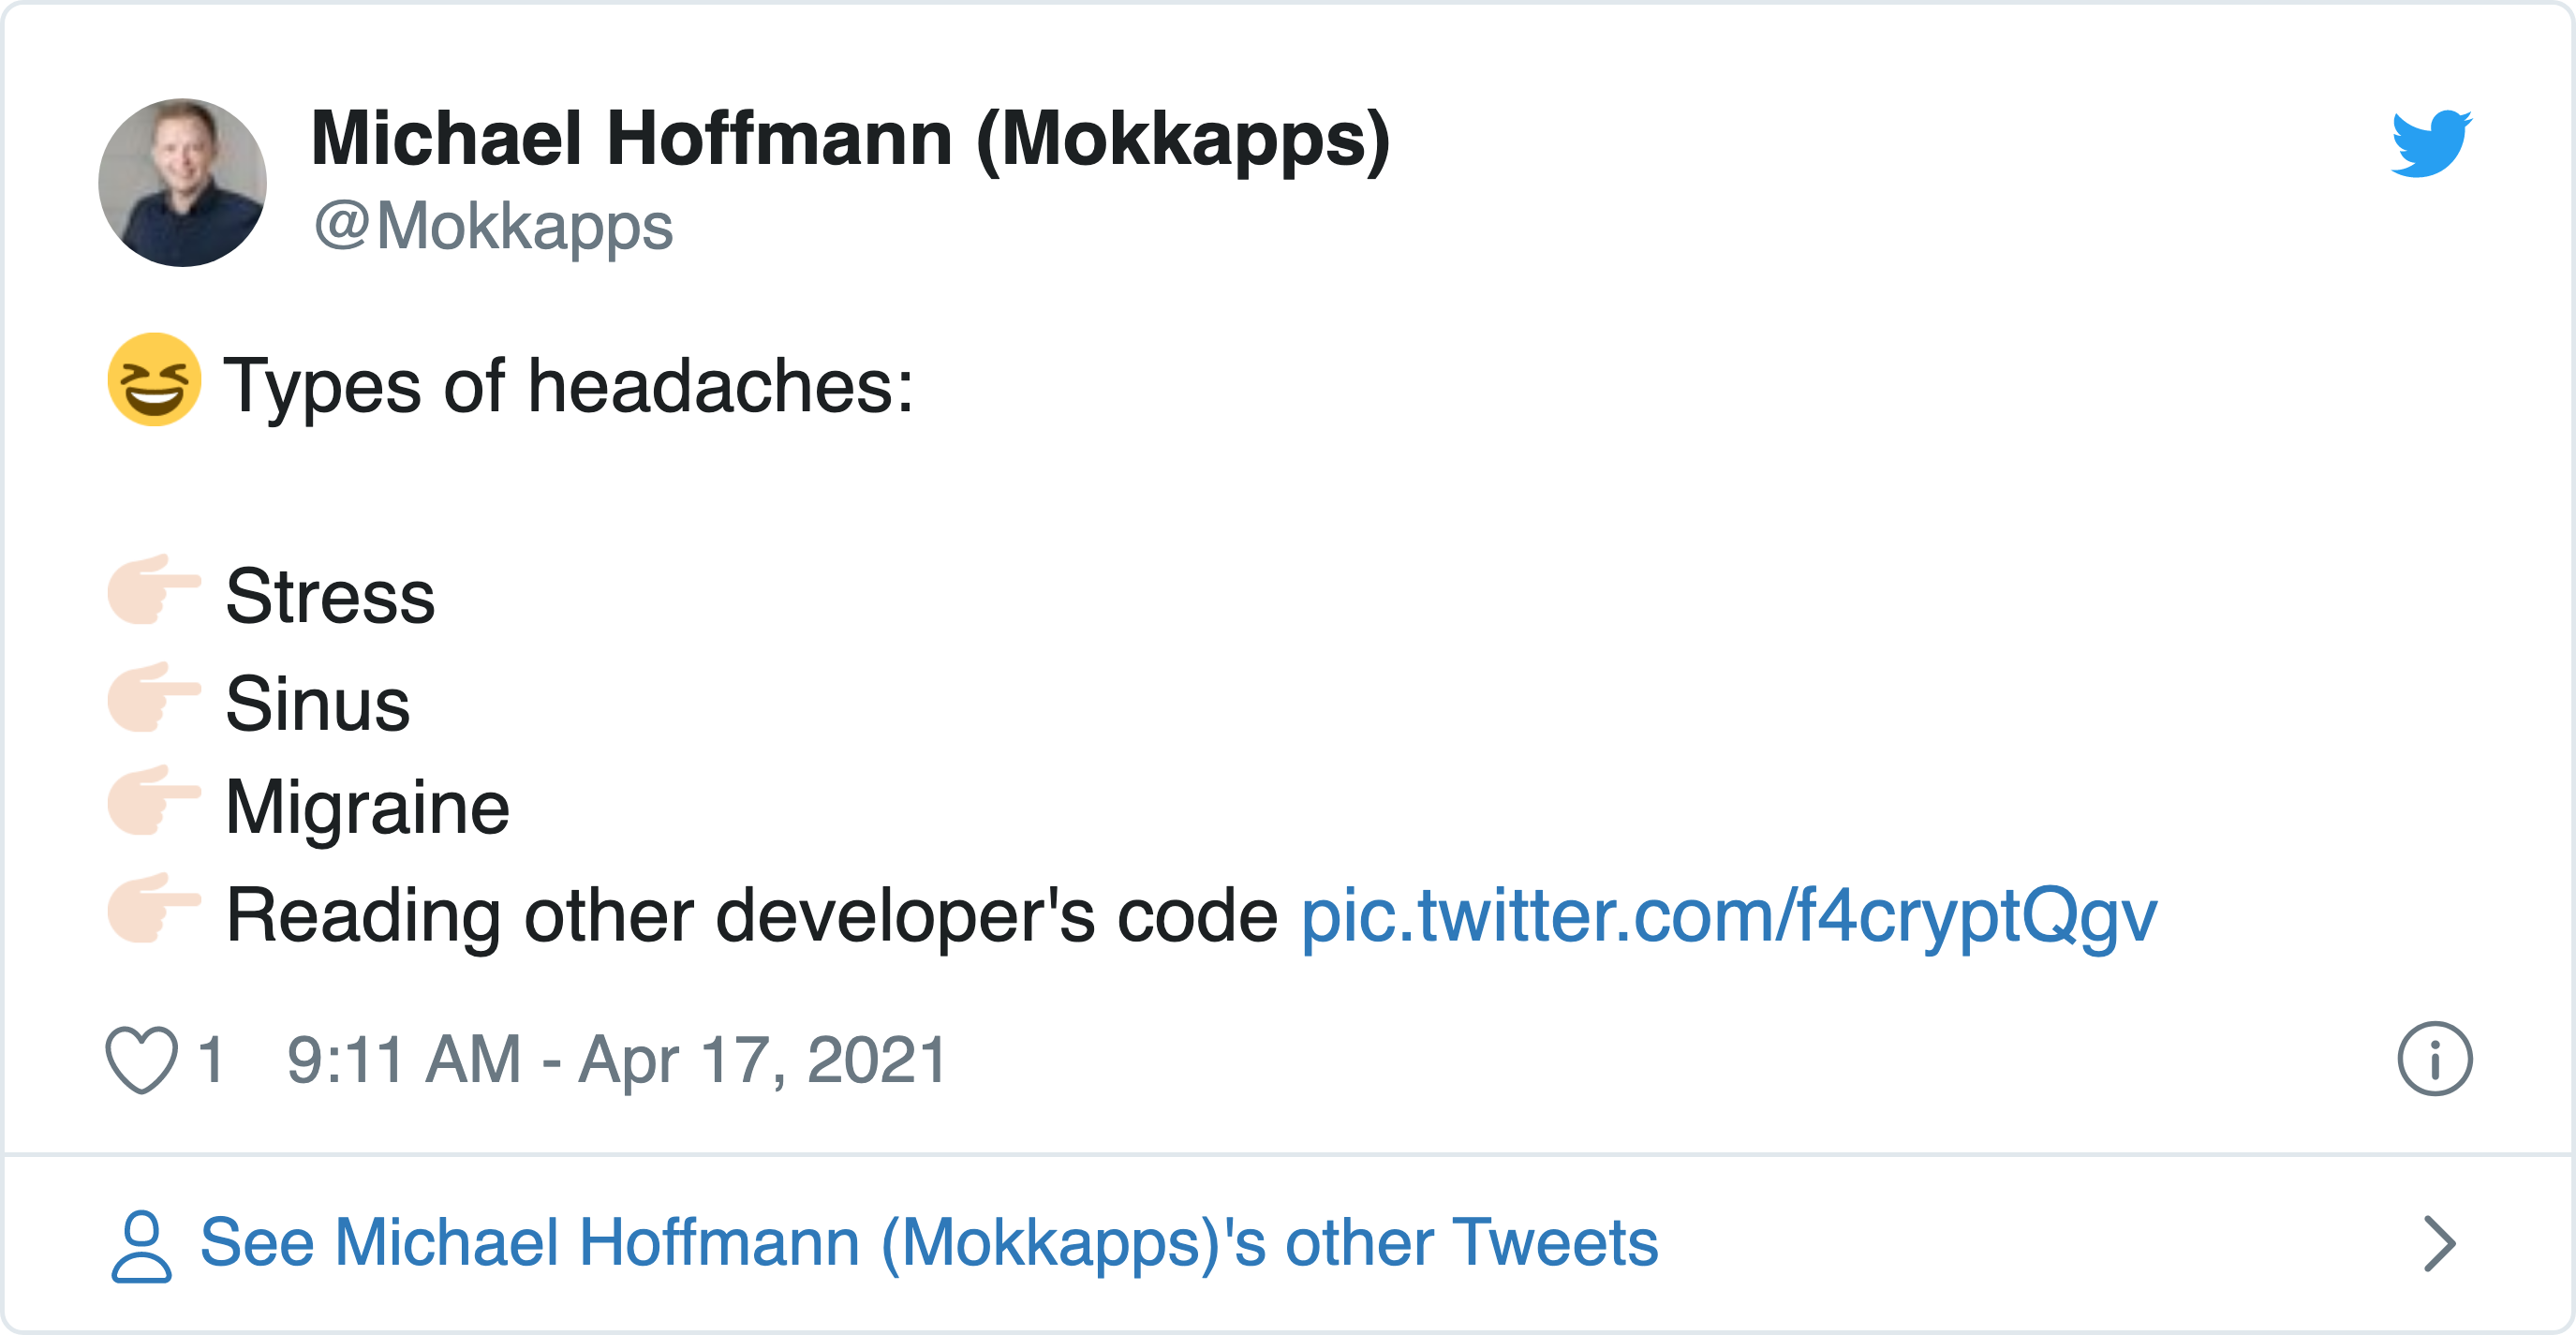 Michael Hoffmann (Mokkapps)
@Mokkapps
😆 Types of headaches:
👉🏻 Stress
👉🏻 Sinus
👉🏻 Migraine
👉🏻 Reading other developer's code pic.twitter.com/f4cryptQgv
1 9:11 AM - Apr 17, 2021
See Michael Hoffmann (Mokkapps)'s other Tweets